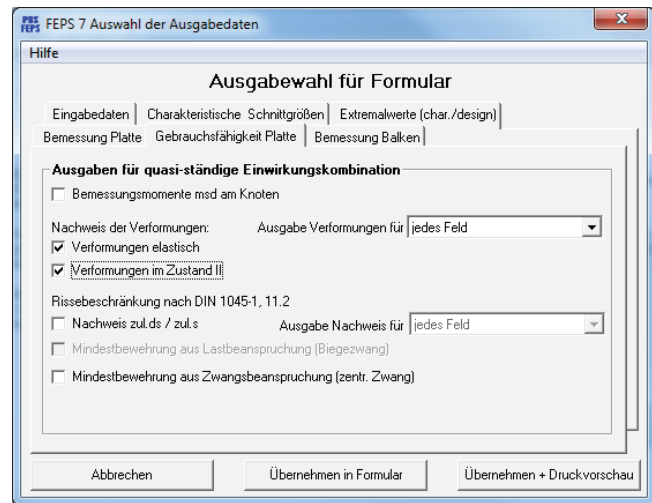 PBS FEPS FEPS 7 Auswahl der Ausgabedaten
Hilfe
Ausgabewahl für Formular
Eingabedaten Charakteristische Schnittgrößen Extremalwerte (char./design)
Bemessung Platte Gebrauchsfähigkeit Platte Bemessung Balken
Ausgaben für quasi-ständige Einwirkungskombination
Bemessungsmomente msd am Knoten
Nachweis der Verformungen: Ausgabe Verformungen für jedes Feld
Verformungen elastisch
Verformungen im Zustand II
Rissebeschränkung nach DIN 1045-1, 11.2
Nachweis zul.ds / zul.s Ausgabe Nachweis für jedes Feld
Mindestbewehrung aus Lastbeanspruchung (Biegezwang)
Mindestbewehrung aus Zwangsbeanspruchung (zentr. Zwang)
Abbrechen Übernehmen in Formular Übernehmen + Druckvorschau